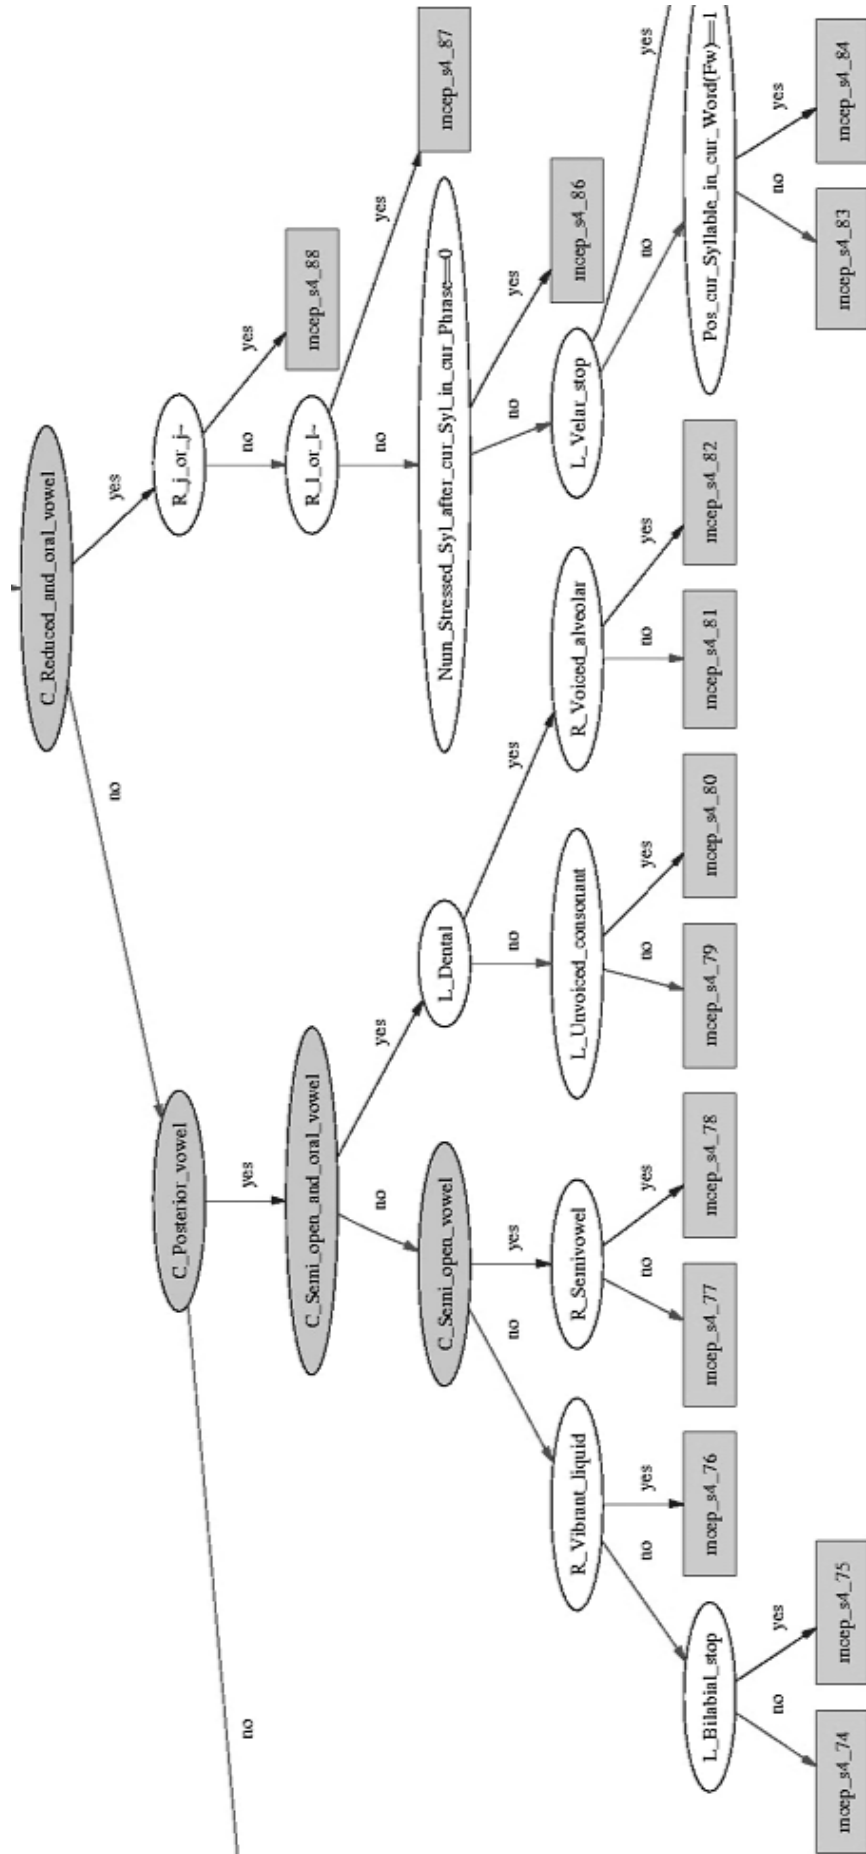 C_Reduced_and_oral_vowel
no
yes
C_Posterior_vowel
R_j_or_j~
no
yes
no
yes
C_Semi_open_and_oral_vowel
R_l_or_l~
mcep_s4_88
no
yes
no
yes
C_Semi_open_vowel
L_Dental
Num_Stressed_Syl_after_cur_Syl_in_cur_Phrase==0
mcep_s4_87
no
yes
no
yes
no
yes
R_Vibrant_liquid
R_Semivowel
L_Unvoiced_consonant
R_Voiced_alveolar
L_Velar_stop
mcep_s4_86
no
yes
no
yes
no
yes
no
yes
no
yes
L_Bilabial_stop
mcep_s4_76
mcep_s4_77
mcep_s4_78
mcep_s4_79
mcep_s4_80
mcep_s4_81
mcep_s4_82
Pos_cur_Syllable_in_cur_Word(Fw)==1
no
yes
no
yes
mcep_s4_74
mcep_s4_75
mcep_s4_83
mcep_s4_84